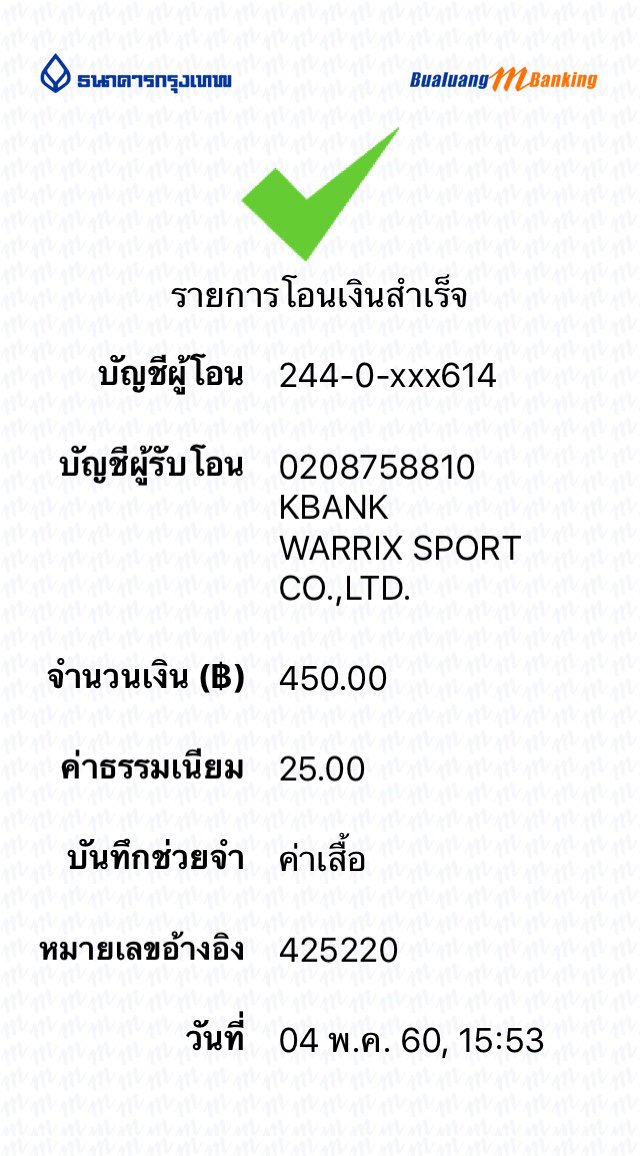 ธนาคารกรุงเทพ Bualuang mBanking
รายการโอนเงินสำเร็จ
บัญชีผู้โอน 244-0-xxx614
บัญชีผู้รับโอน 0208758810
KBANK
WARRIX SPORT
CO.,LTD.
จำนวนเงิน (฿) 450.00
ค่าธรรมเนียม 25.00
บันทึกช่วยจำ ค่าเสื้อ
หมายเลขอ้างอิง 425220
วันที่ 04 พ.ค. 60, 15:53